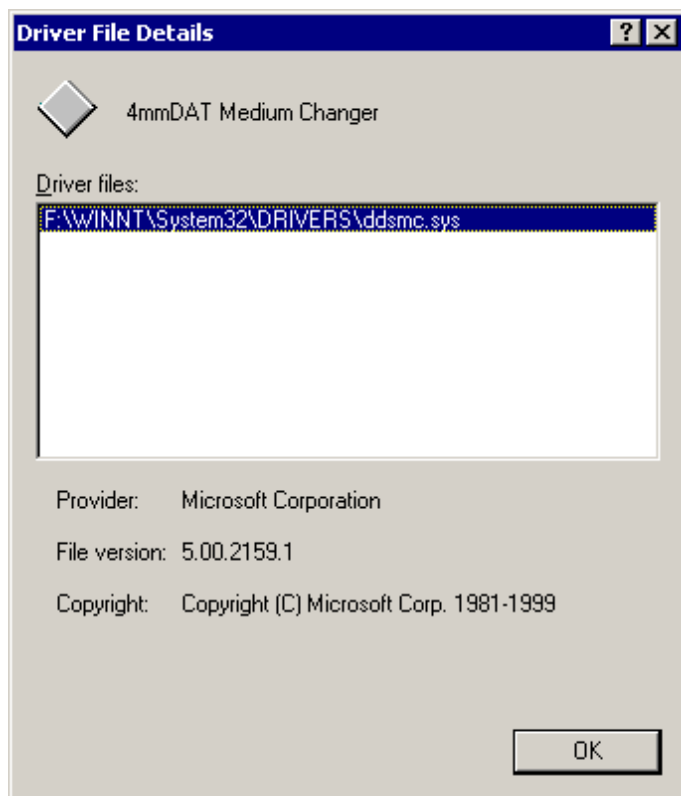 Driver File Details
4mmDAT Medium Changer
Driver files:
F:\WINNT\System32\DRIVERS\ddsmc.sys
Provider: Microsoft Corporation
File version: 5.00.2159.1
Copyright: Copyright (C) Microsoft Corp. 1981-1999
OK